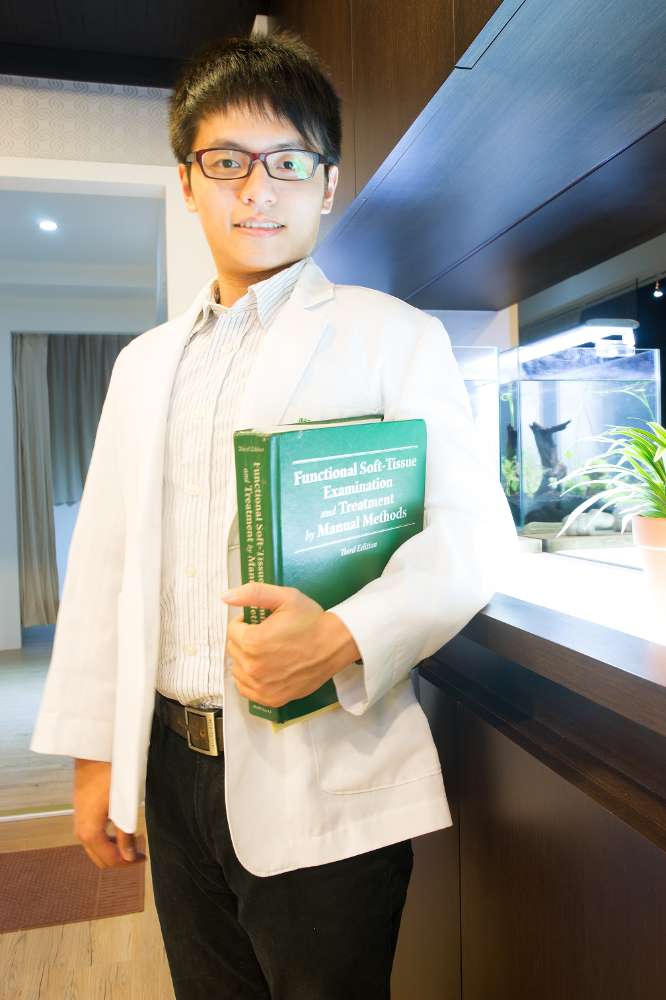 Functional Soft-Tissue
Examination
and Treatment
by Manual Methods
Third Edition
Third Edition
Functional Soft-Tissue
and Treatment by Manual